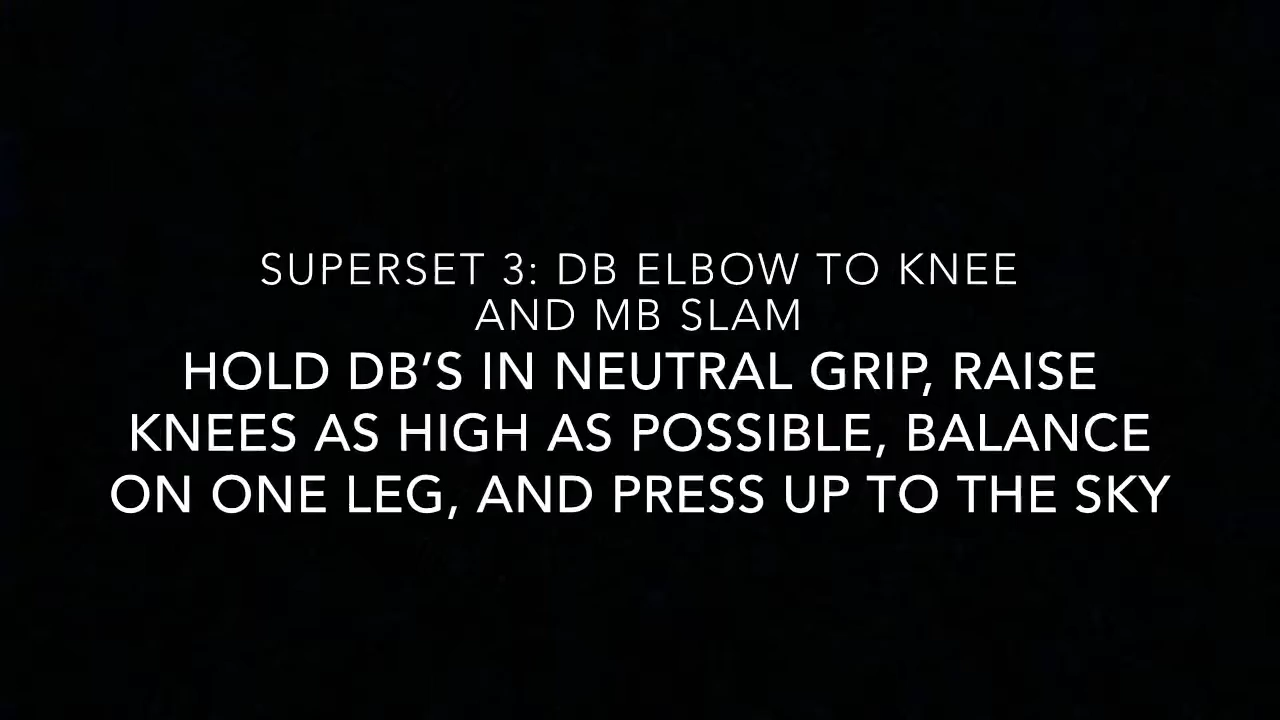 SUPERSET 3: DB ELBOW TO KNEE
AND MB SLAM
HOLD DB’S IN NEUTRAL GRIP, RAISE
KNEES AS HIGH AS POSSIBLE, BALANCE
ON ONE LEG, AND PRESS UP TO THE SKY